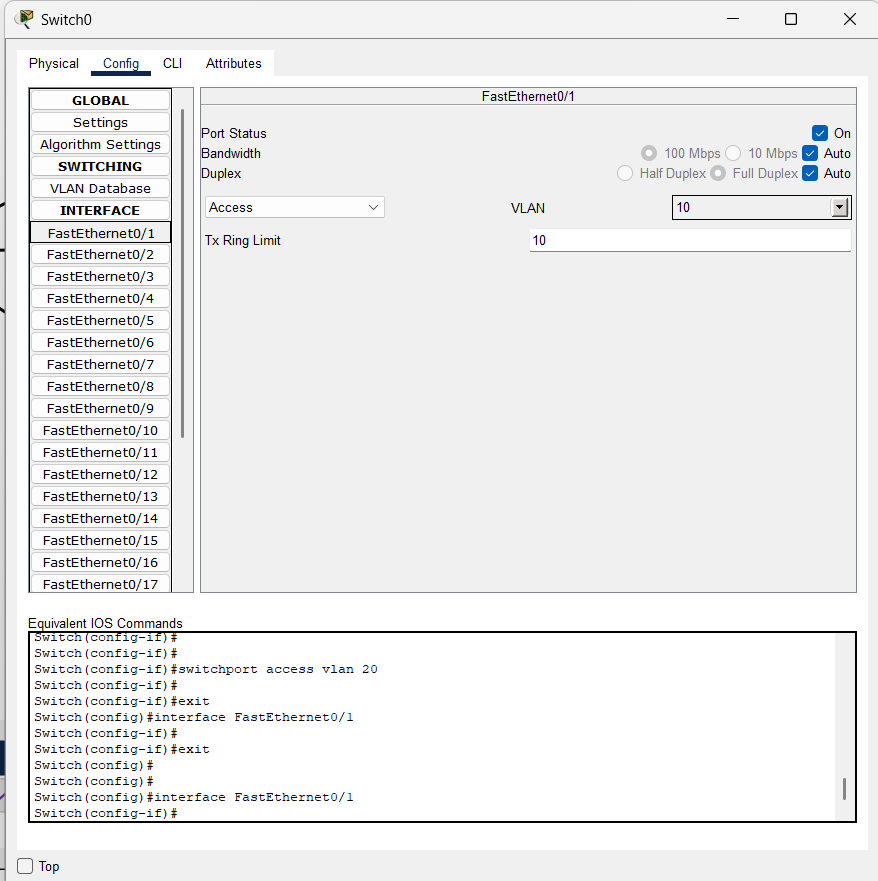 Switch0
Physical Config CLI Attributes
GLOBAL
Settings
Algorithm Settings
SWITCHING
VLAN Database
INTERFACE
FastEthernet0/1
FastEthernet0/2
FastEthernet0/3
FastEthernet0/4
FastEthernet0/5
FastEthernet0/6
FastEthernet0/7
FastEthernet0/8
FastEthernet0/9
FastEthernet0/10
FastEthernet0/11
FastEthernet0/12
FastEthernet0/13
FastEthernet0/14
FastEthernet0/15
FastEthernet0/16
FastEthernet0/17
FastEthernet0/1
Port Status On
Bandwidth 100 Mbps 10 Mbps Auto
Duplex Half Duplex Full Duplex Auto
Access VLAN 10
Tx Ring Limit 10
Equivalent IOS Commands
Switch(config-if)#
Switch(config-if)#
Switch(config-if)#switchport access vlan 20
Switch(config-if)#
Switch(config-if)#exit
Switch(config)#interface FastEthernet0/1
Switch(config-if)#
Switch(config-if)#exit
Switch(config)#
Switch(config)#
Switch(config)#interface FastEthernet0/1
Switch(config-if)#
Top